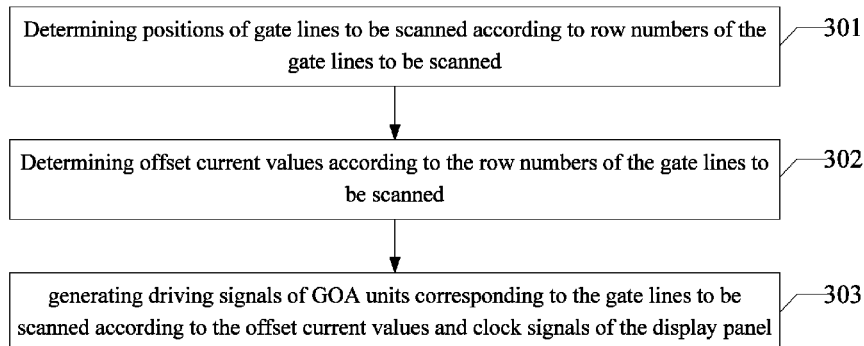 Determining positions of gate lines to be scanned according to row numbers of the
gate lines to be scanned
301
Determining offset current values according to the row numbers of the gate lines to
be scanned
302
generating driving signals of GOA units corresponding to the gate lines to be
scanned according to the offset current values and clock signals of the display panel
303